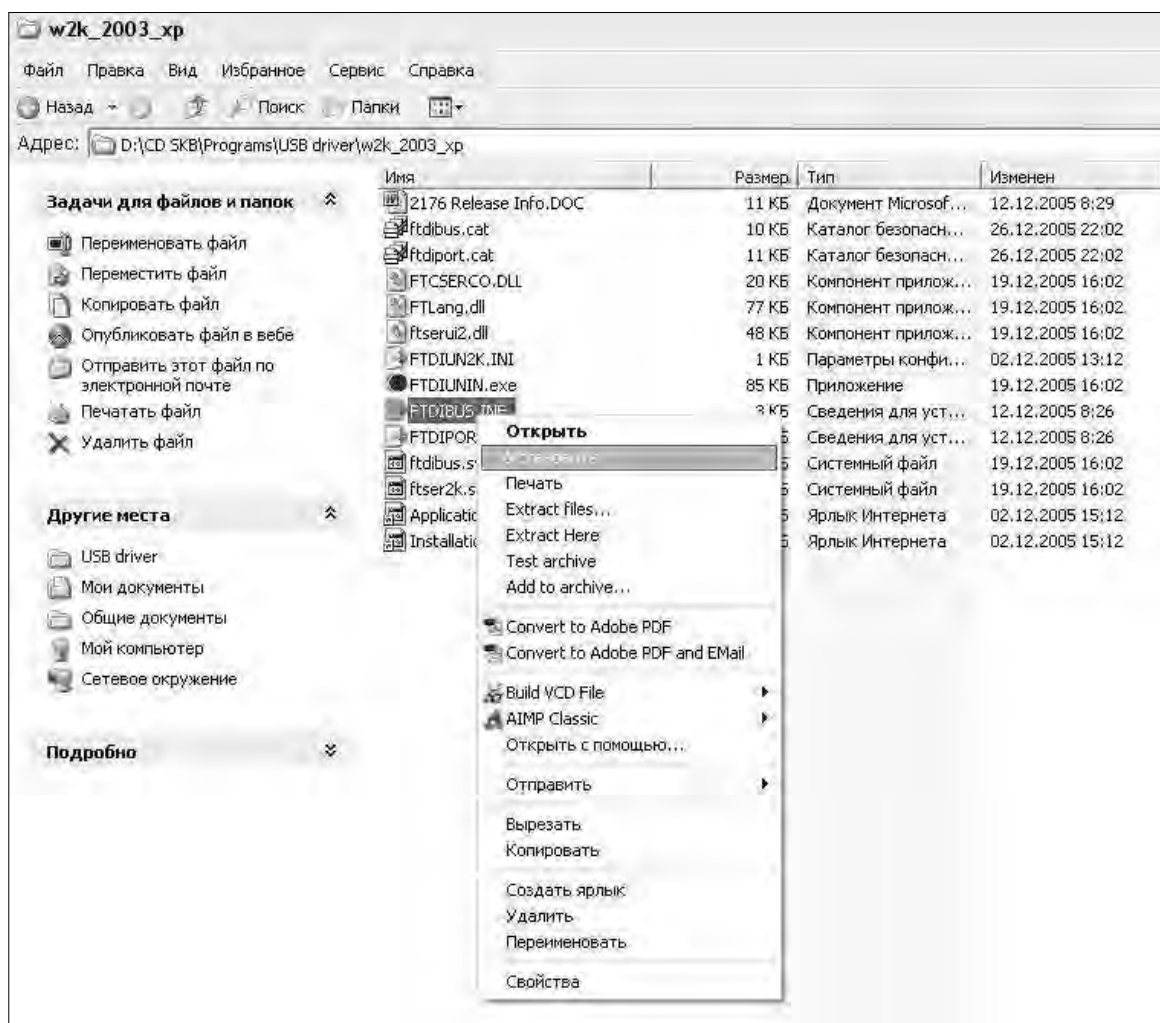 w2k_2003_xp
Файл Правка Вид Избранное Сервис Справка
Назад Поиск Папки
Адрес: D:\CD SKB\Programs\USB driver\w2k_2003_xp
Имя Размер Тип Изменен
Задачи для файлов и папок
Переименовать файл
Переместить файл
Копировать файл
Опубликовать файл в вебе
Отправить этот файл по
электронной почте
Печатать файл
Удалить файл
Другие места
USB driver
Мои документы
Общие документы
Мой компьютер
Сетевое окружение
Подробно
2176 Release Info.DOC 11 КБ Документ Microsof... 12.12.2005 8:29
ftdibus.cat 10 КБ Каталог безопасн... 26.12.2005 22:02
ftdiport.cat 11 КБ Каталог безопасн... 26.12.2005 22:02
FTCSERCO.DLL 20 КБ Компонент прилож... 19.12.2005 16:02
FTLang.dll 77 КБ Компонент прилож... 19.12.2005 16:02
ftserui2.dll 48 КБ Компонент прилож... 19.12.2005 16:02
FTDIUN2K.INI 1 КБ Параметры конфи... 02.12.2005 13:12
FTDIUNIN.exe 85 КБ Приложение 19.12.2005 16:02
FTDIBUS.INF 3 КБ Сведения для уст... 12.12.2005 8:26
FTDIPOR Б Сведения для уст... 12.12.2005 8:26
ftdibus.s Б Системный файл 19.12.2005 16:02
ftser2k.s Б Системный файл 19.12.2005 16:02
Applicatic Б Ярлык Интернета 02.12.2005 15:12
Installatic Б Ярлык Интернета 02.12.2005 15:12
Открыть
Печать
Extract files...
Extract Here
Test archive
Add to archive...
Convert to Adobe PDF
Convert to Adobe PDF and EMail
Build VCD File
AIMP Classic
Открыть с помощью...
Отправить
Вырезать
Копировать
Создать ярлык
Удалить
Переименовать
Свойства